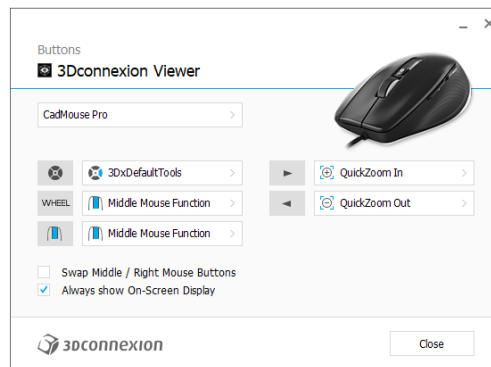 Buttons
3Dconnexion Viewer
CadMouse Pro
3DxDefaultTools
QuickZoom In
WHEEL
Middle Mouse Function
QuickZoom Out
Middle Mouse Function
Swap Middle / Right Mouse Buttons
Always show On-Screen Display
3Dconnexion
Close